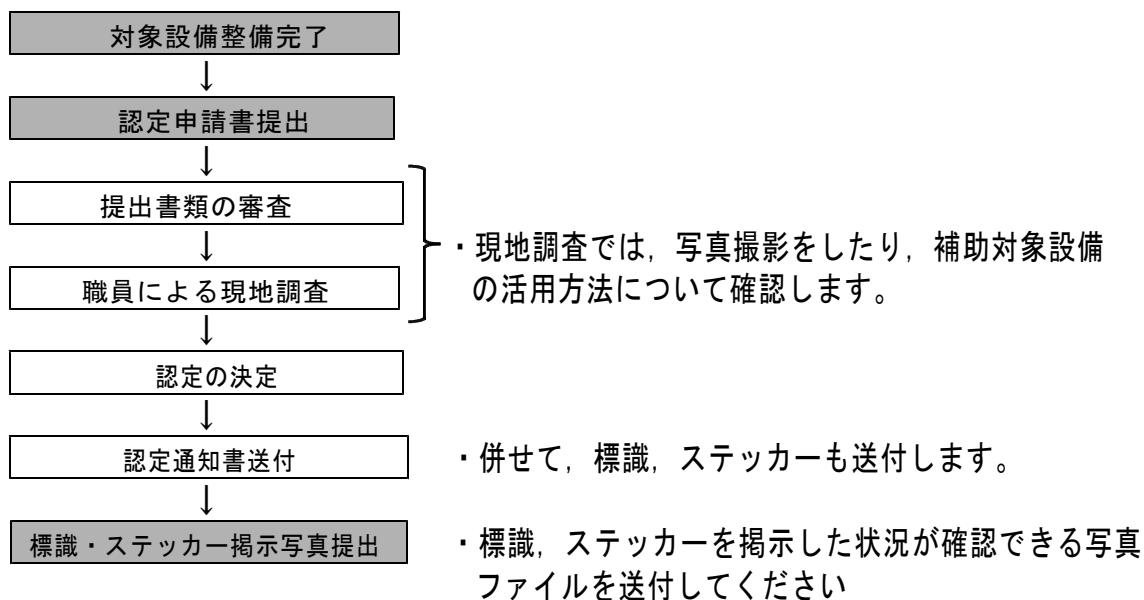 対象設備整備完了
↓
認定申請書提出
↓
提出書類の審査
↓
職員による現地調査
・現地調査では,写真撮影をしたり,補助対象設備
の活用方法について確認します。
↓
認定の決定
↓
認定通知書送付
・併せて,標識,ステッカーも送付します。
↓
標識・ステッカー掲示写真提出
・標識,ステッカーを掲示した状況が確認できる写真
ファイルを送付してください